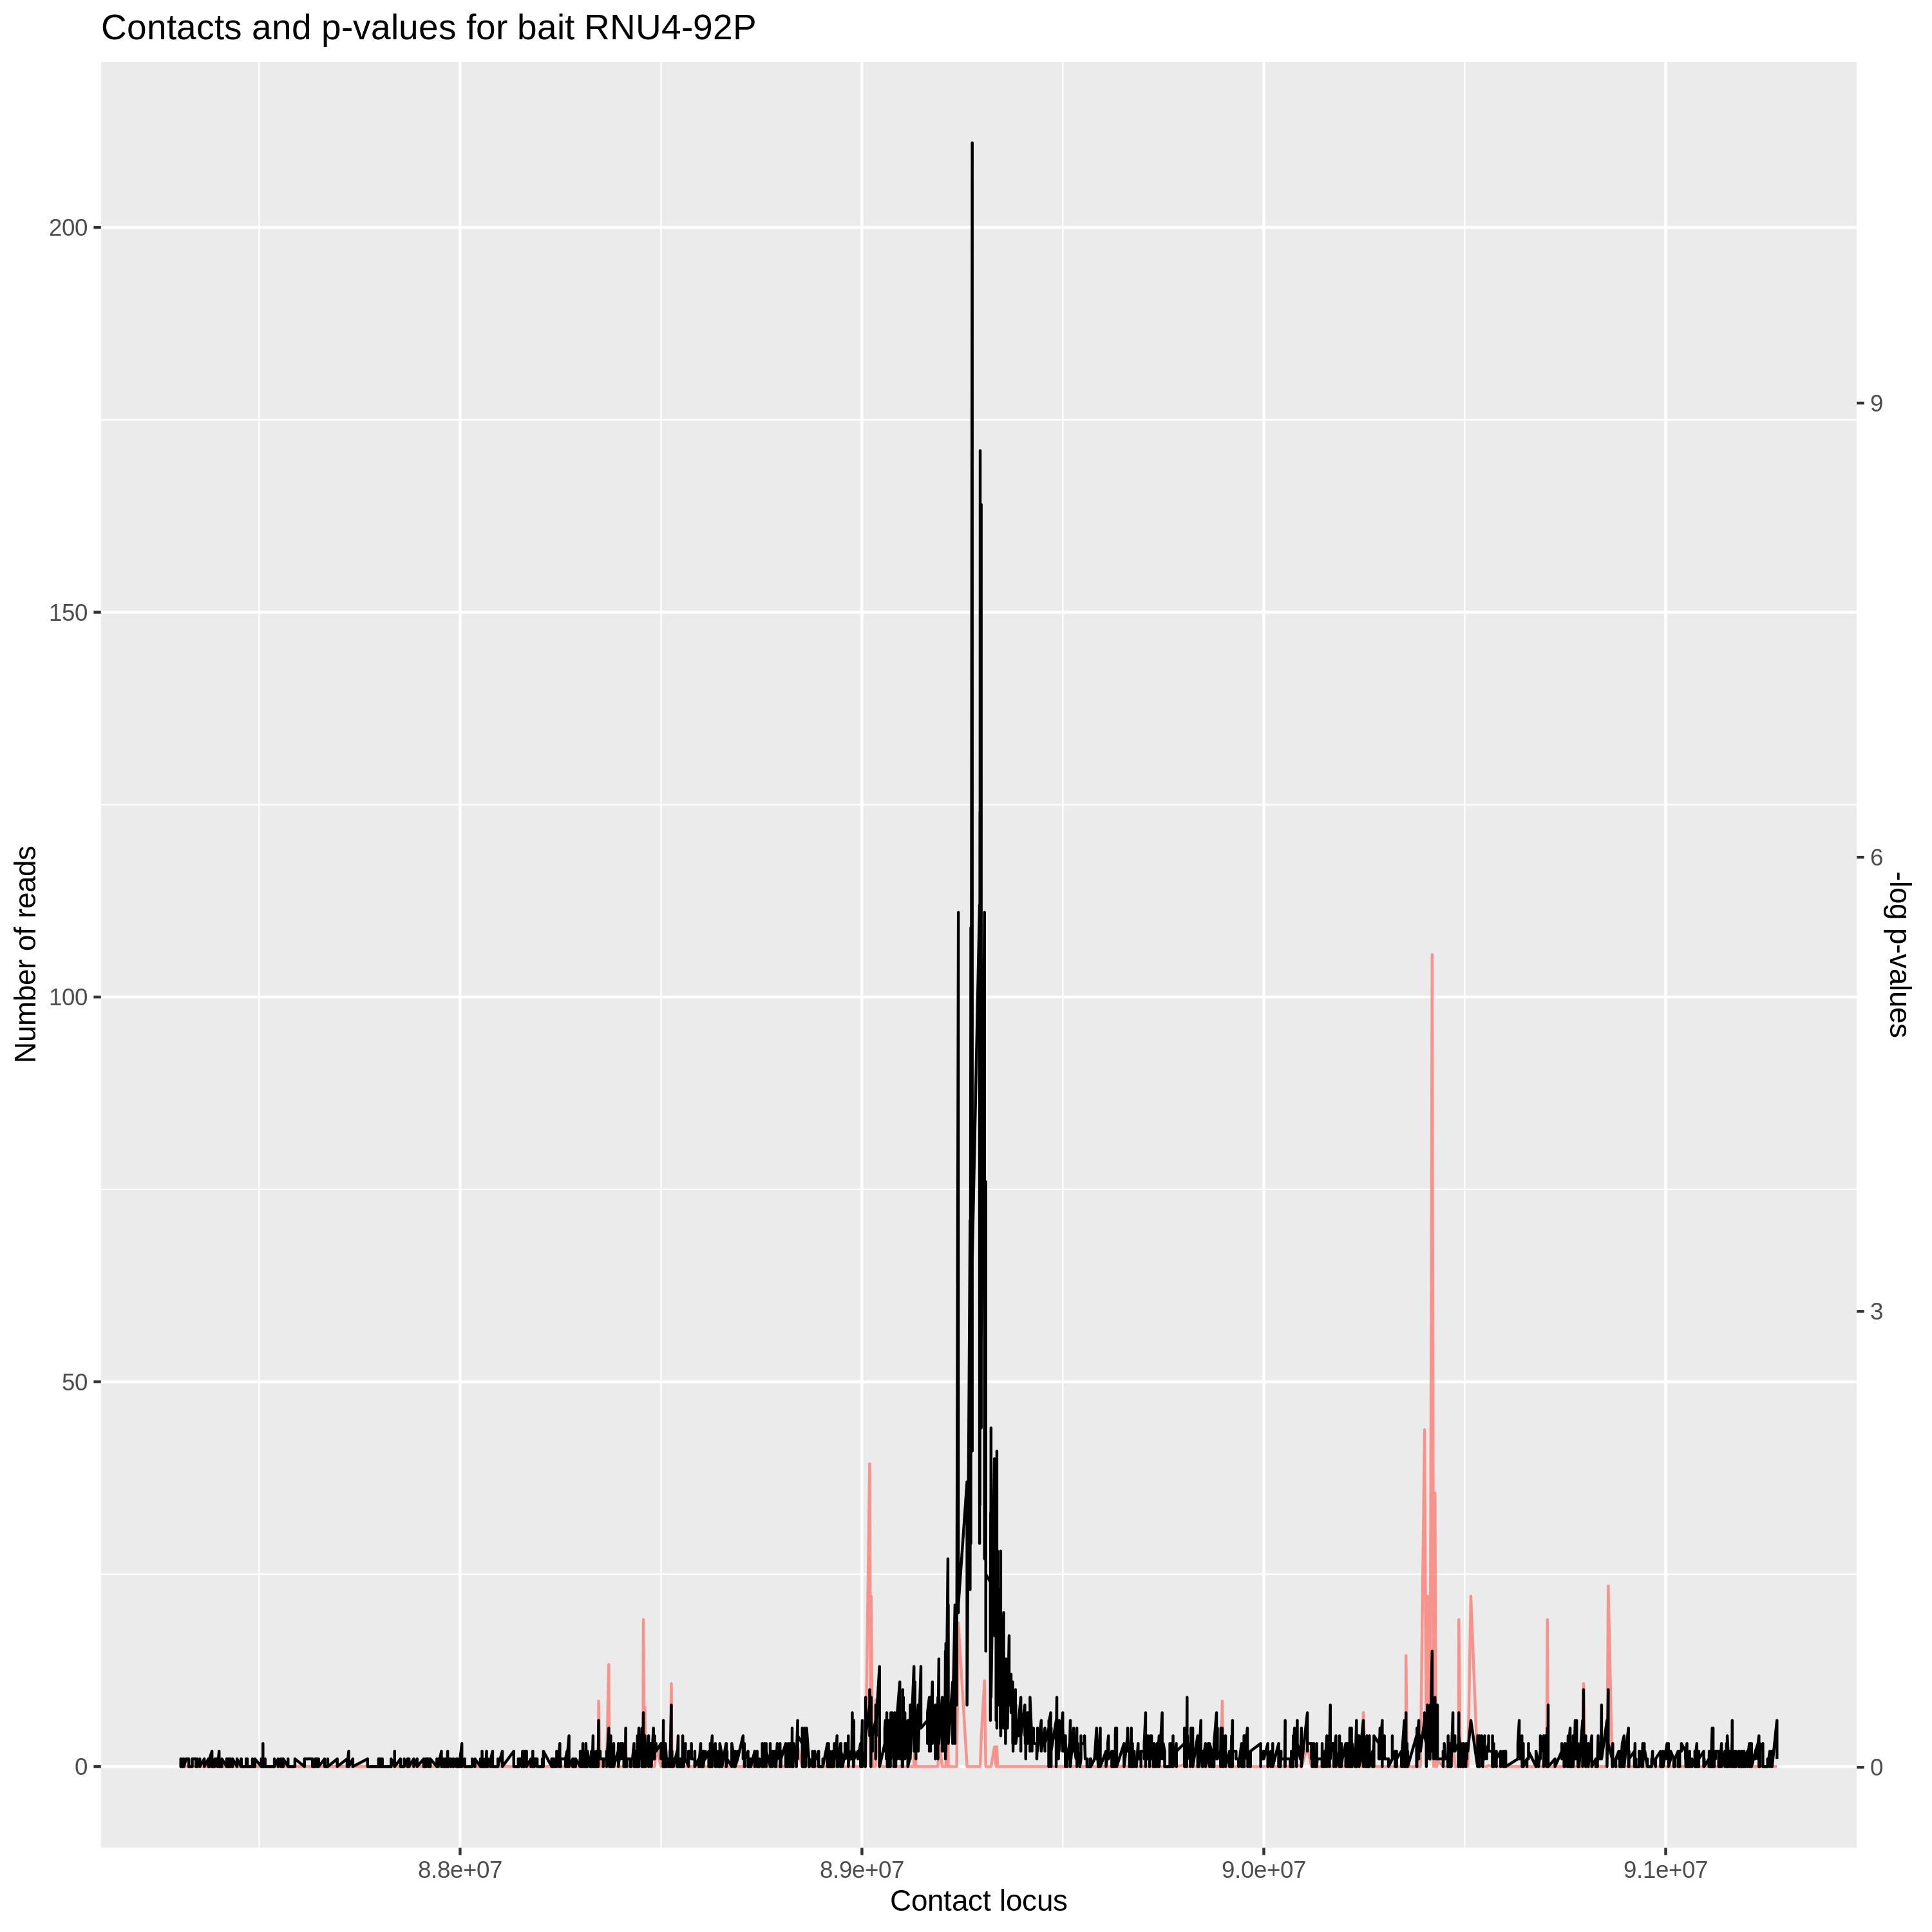 Contacts and p-values for bait RNU4-92P
200
150
100
50
0
Number of reads
9
6
3
0
-log p-values
8.8e+07
8.9e+07
9.0e+07
9.1e+07
Contact locus